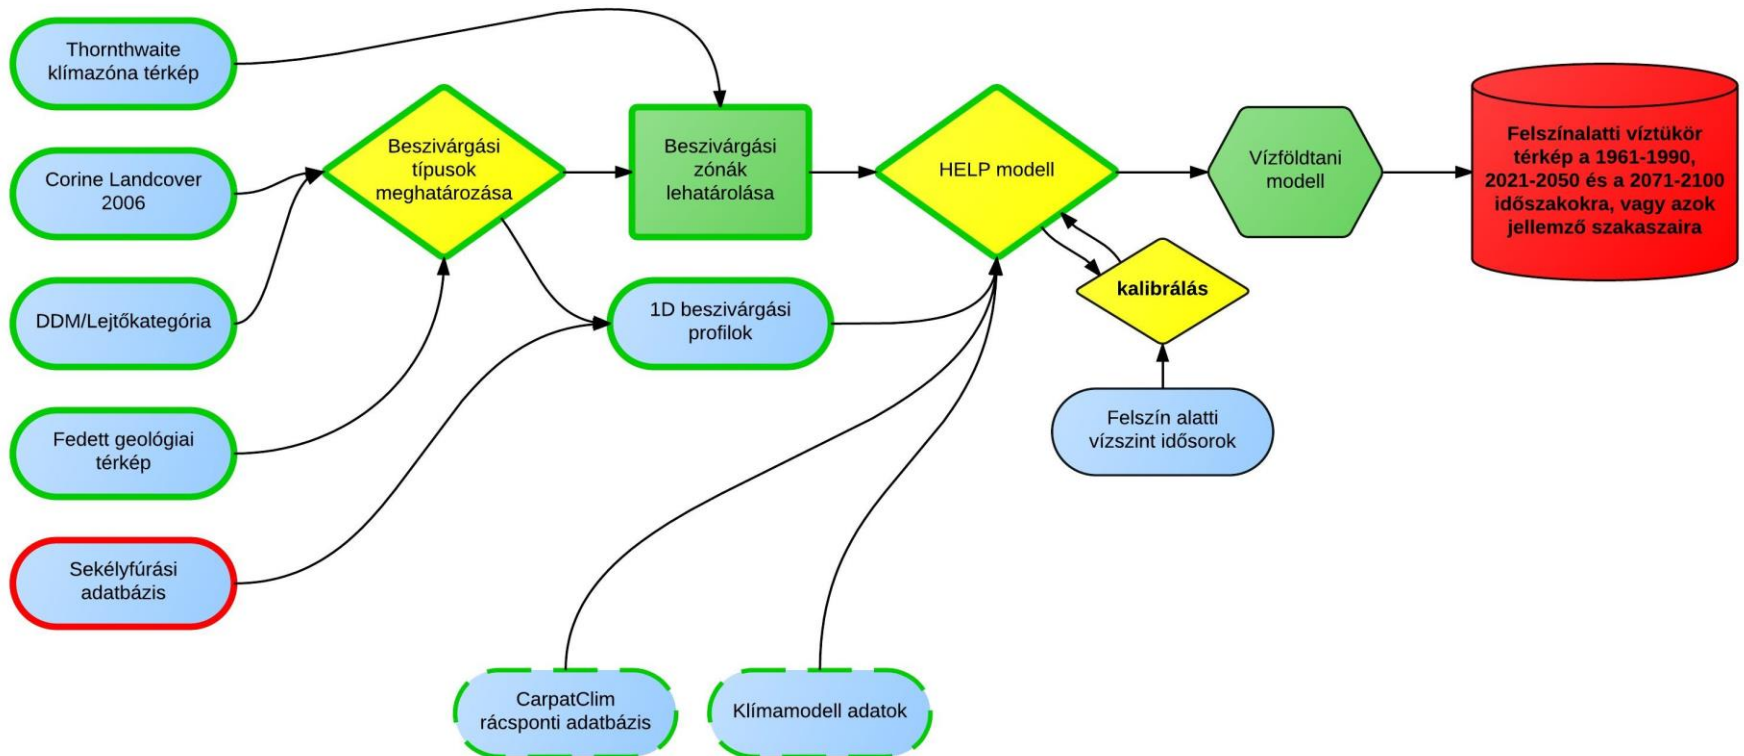 Thornthwaite
klímazóna térkép
Corine Landcover
2006
DDM/Lejtőkategória
Fedett geológiai
térkép
Sekélyfúrási
adatbázis
Beszivárgási
típusok
meghatározása
Beszivárgási
zónák
lehatárolása
1D beszivárgási
profilok
CarpatClim
rácsponti adatbázis
Klímamodell adatok
HELP modell
kalibrálás
Felszín alatti
vízszint idősorok
Vízföldtani
modell
Felszínalatti víztükör
térkép a 1961-1990,
2021-2050 és a 2071-2100
időszakokra, vagy azok
jellemző szakaszaira